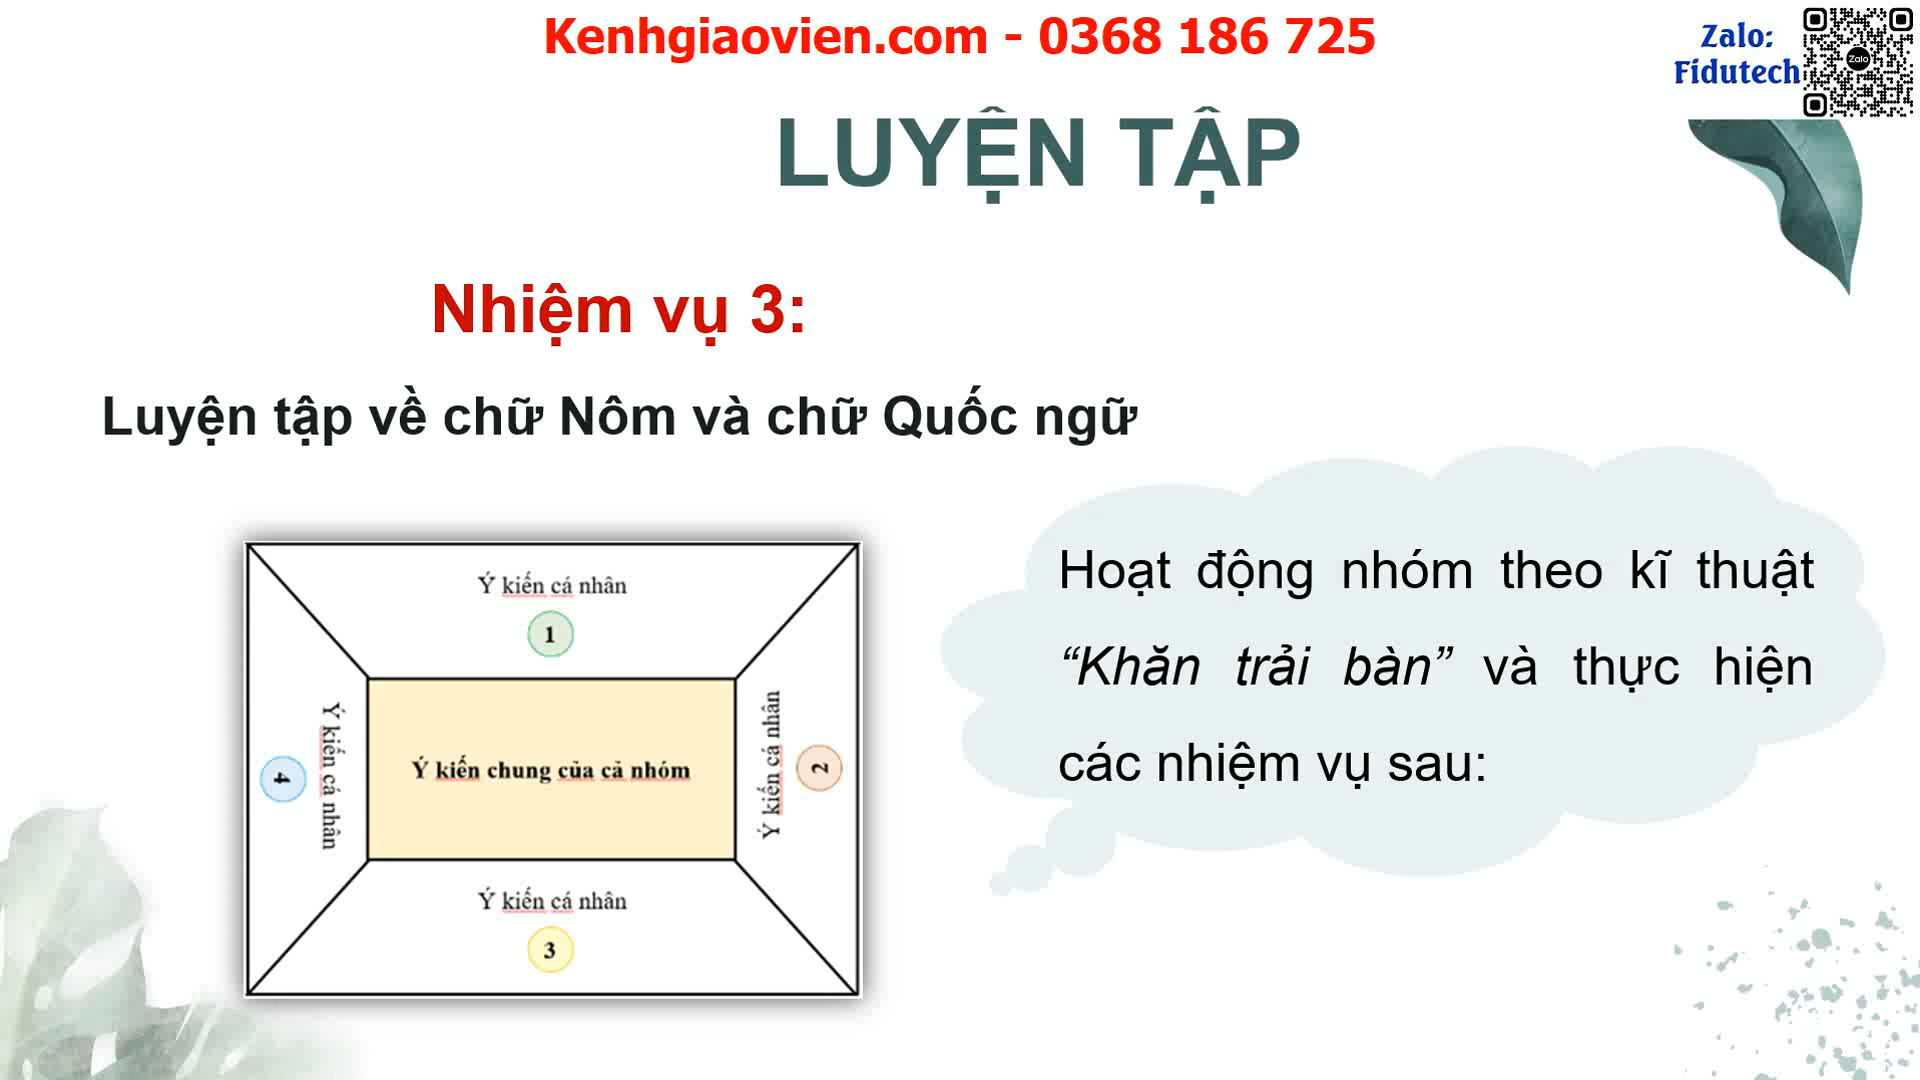 Kenhgiaovien.com - 0368 186 725
Zalo:
Fidutech
Zalo
LUYỆN TẬP
Nhiệm vụ 3:
Luyện tập về chữ Nôm và chữ Quốc ngữ
Ý kiến cá nhân
1
Ý kiến cá nhân
2
Ý kiến chung của cả nhóm
Ý kiến cá nhân
4
Ý kiến cá nhân
3
Hoạt động nhóm theo kĩ thuật
“Khăn trải bàn” và thực hiện
các nhiệm vụ sau: